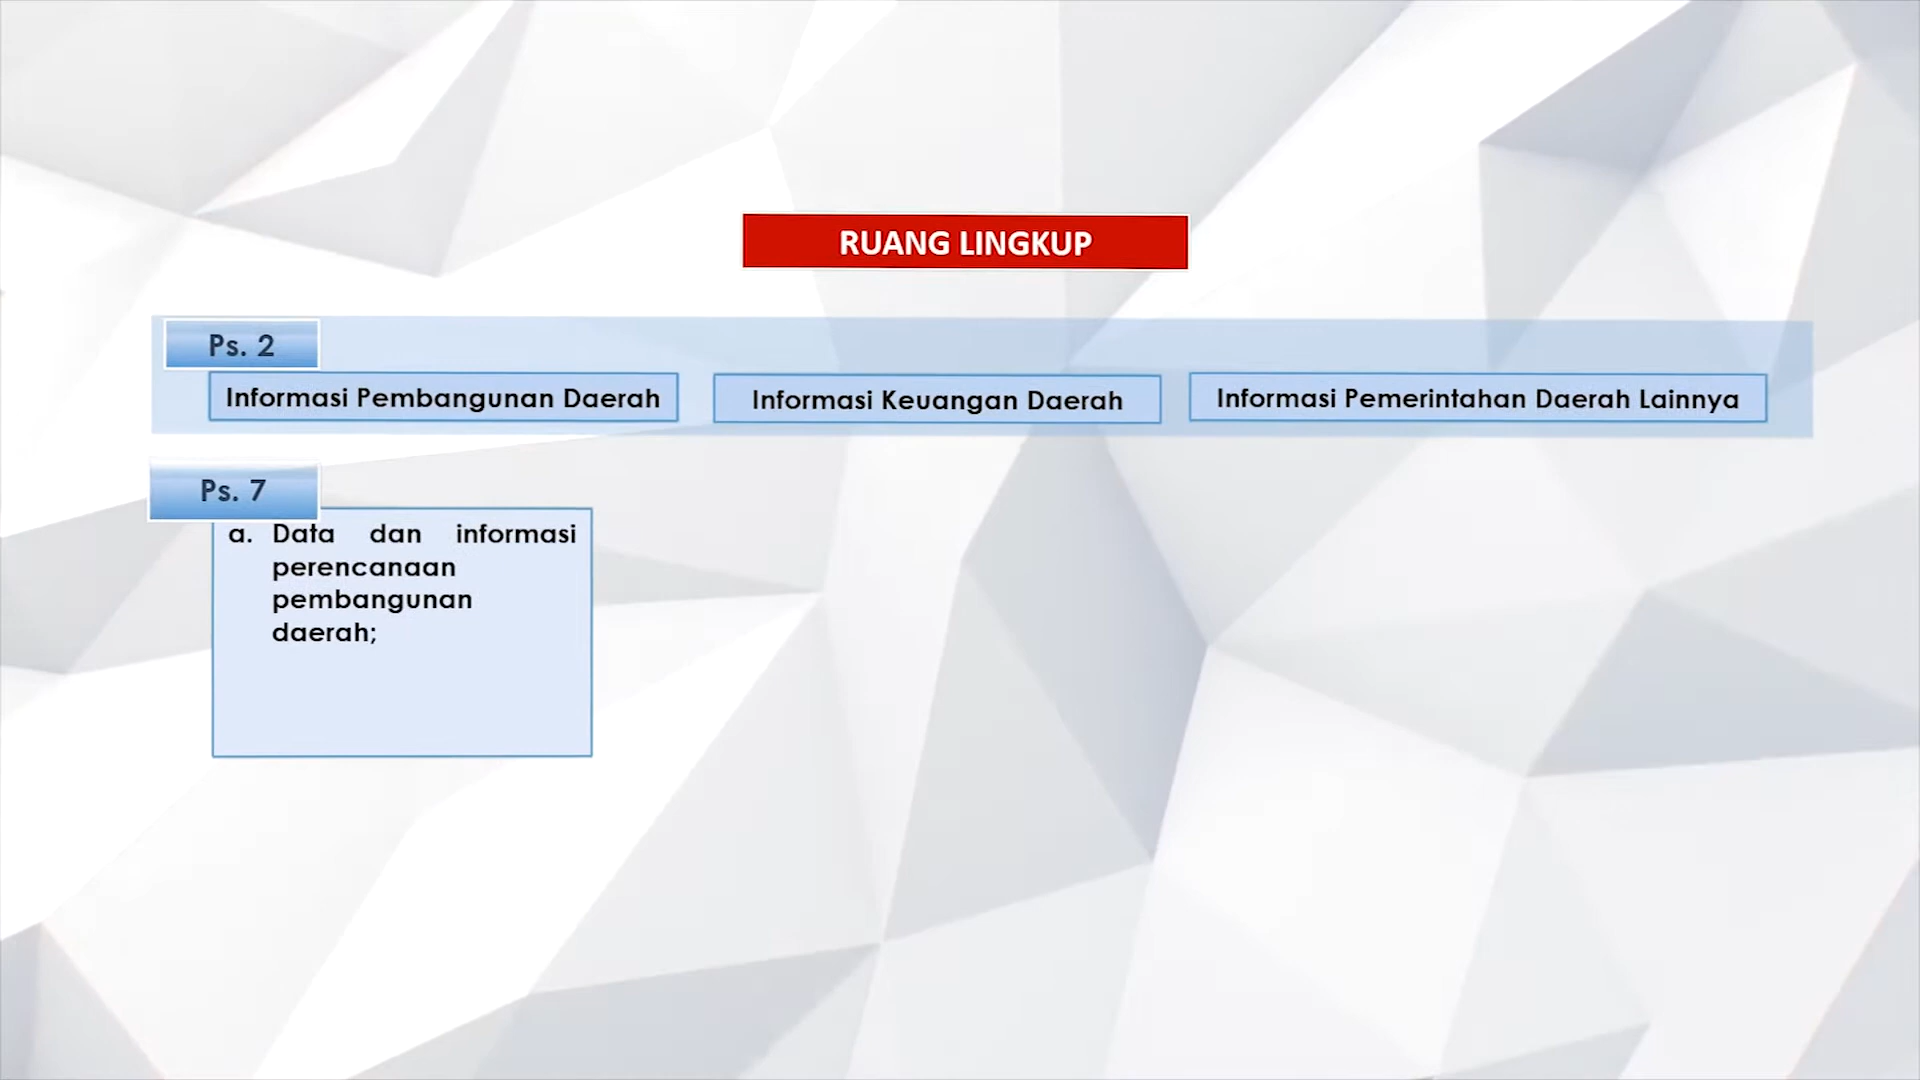 RUANG LINGKUP
Ps. 2
Informasi Pembangunan Daerah
Informasi Keuangan Daerah
Informasi Pemerintahan Daerah Lainnya
Ps. 7
a. Data dan informasi
perencanaan
pembangunan
daerah;